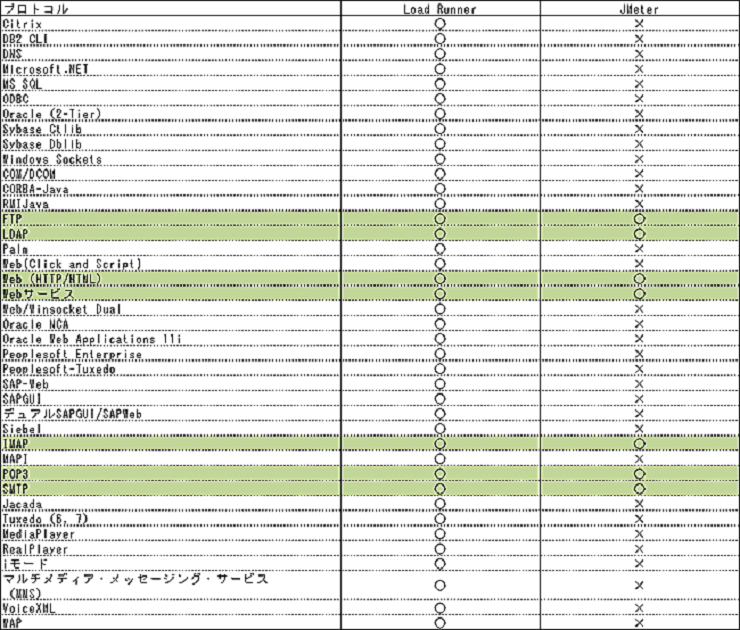 プロトコル Load Runner JMeter
Citrix ○ ×
DB2 CLI ○ ×
DNS ○ ×
Microsoft.NET ○ ×
MS SQL ○ ×
ODBC ○ ×
Oracle (2-Tier) ○ ×
Sybase Ctlib ○ ×
Sybase Dblib ○ ×
Windows Sockets ○ ×
COM/DCOM ○ ×
CORBA-Java ○ ×
RMIJava ○ ×
FTP ○ ○
LDAP ○ ○
Palm ○ ×
Web(Click and Script) ○ ×
Web (HTTP/HTML) ○ ○
Webサービス ○ ○
Web/Winsocket Dual ○ ×
Oracle NCA ○ ×
Oracle Web Applications 11i ○ ×
Peoplesoft Enterprise ○ ×
Peoplesoft-Tuxedo ○ ×
SAP-Web ○ ×
SAPGUI ○ ×
デュアルSAPGUI/SAPWeb ○ ×
Siebel ○ ×
IMAP ○ ○
MAPI ○ ×
POP3 ○ ○
SMTP ○ ○
Jacada ○ ×
Tuxedo (6, 7) ○ ×
MediaPlayer ○ ×
RealPlayer ○ ×
iモード ○ ×
マルチメディア・メッセージング・サービス
(MMS) ○ ×
VoiceXML ○ ×
WAP ○ ×